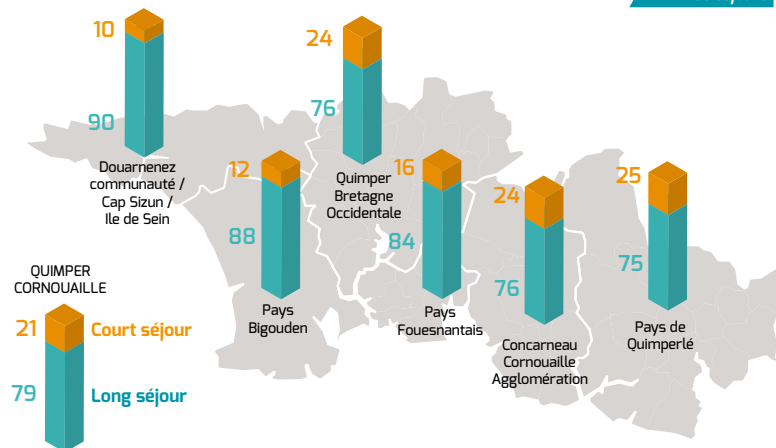 10
90
Douarnenez
communauté /
Cap Sizun /
Ile de Sein
24
76
Quimper
Bretagne
Occidentale
12
88
Pays
Bigouden
16
84
Pays
Fouesnantais
24
76
Concarneau
Cornouaille
Agglomération
25
75
Pays de
Quimperlé
QUIMPER
CORNOUAILLE
21 Court séjour
79 Long séjour